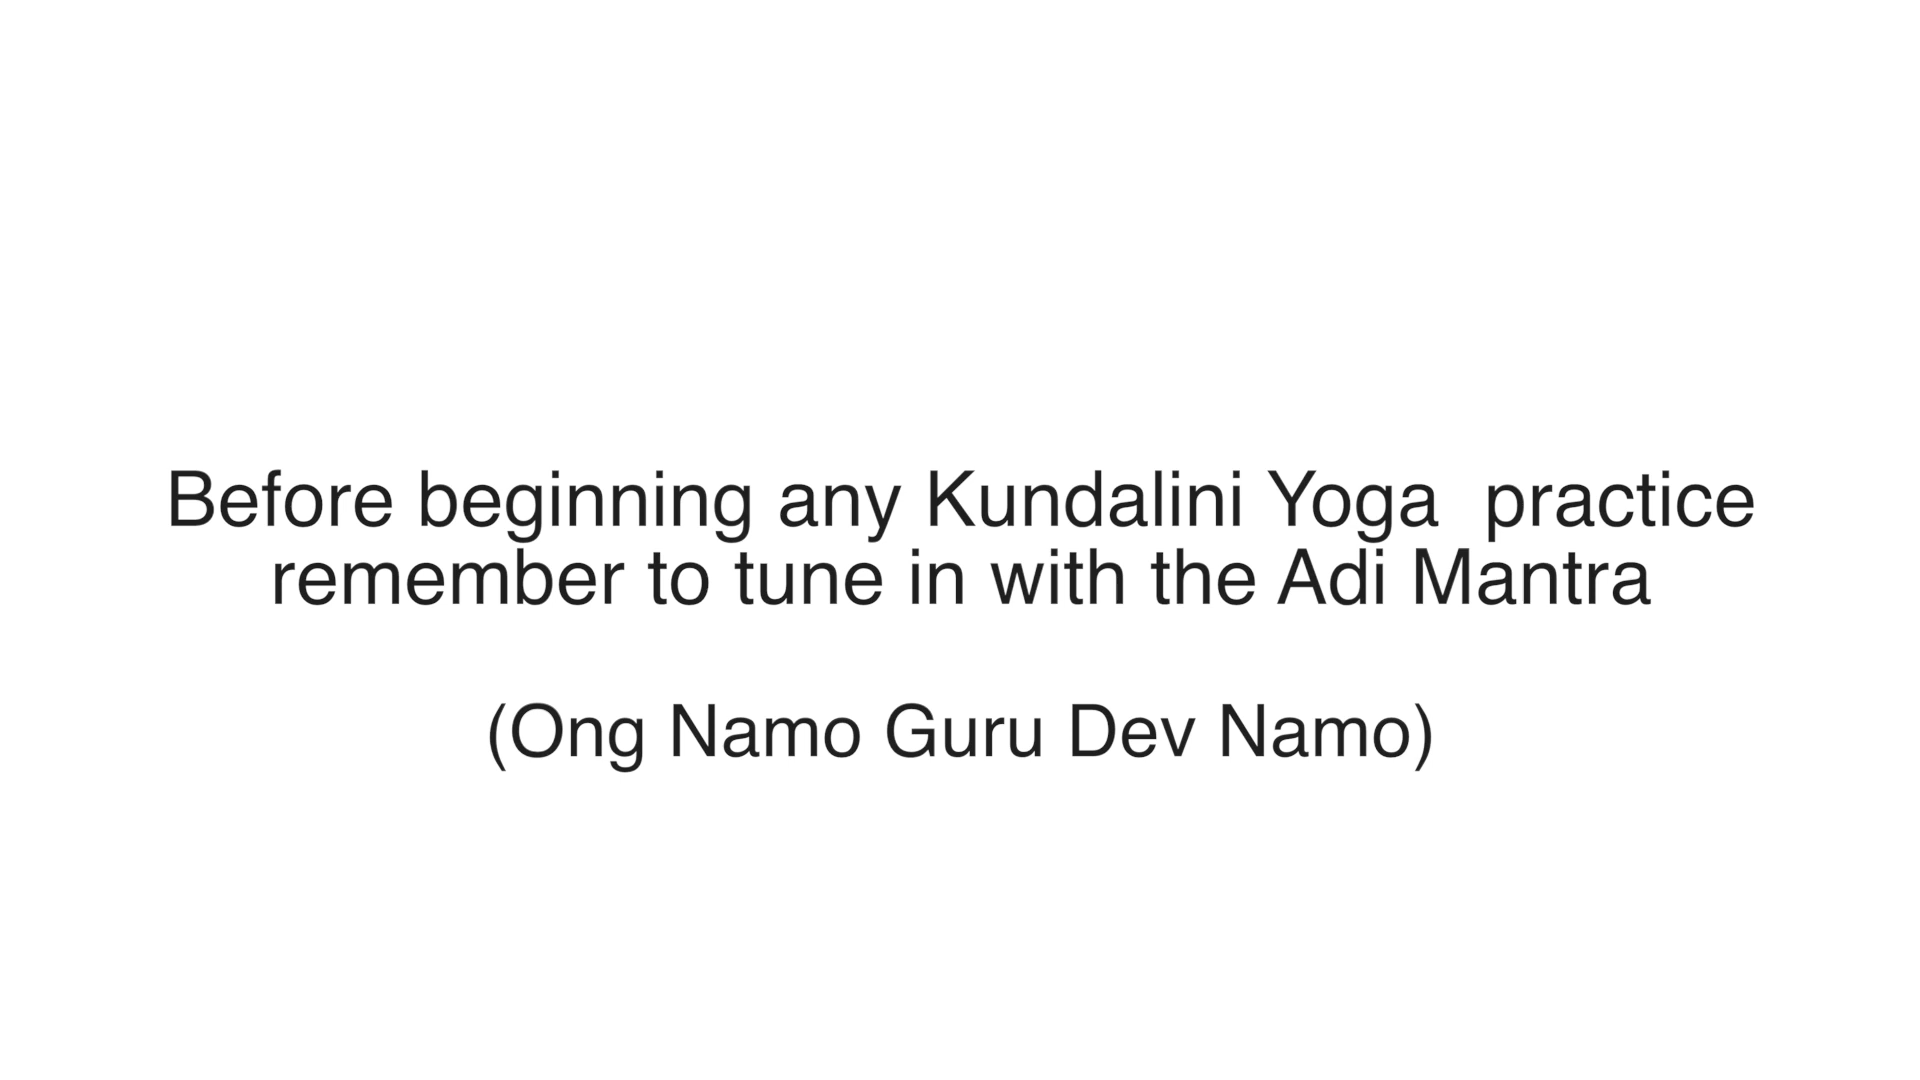 Before beginning any Kundalini Yoga  practice
remember to tune in with the Adi Mantra
(Ong Namo Guru Dev Namo)